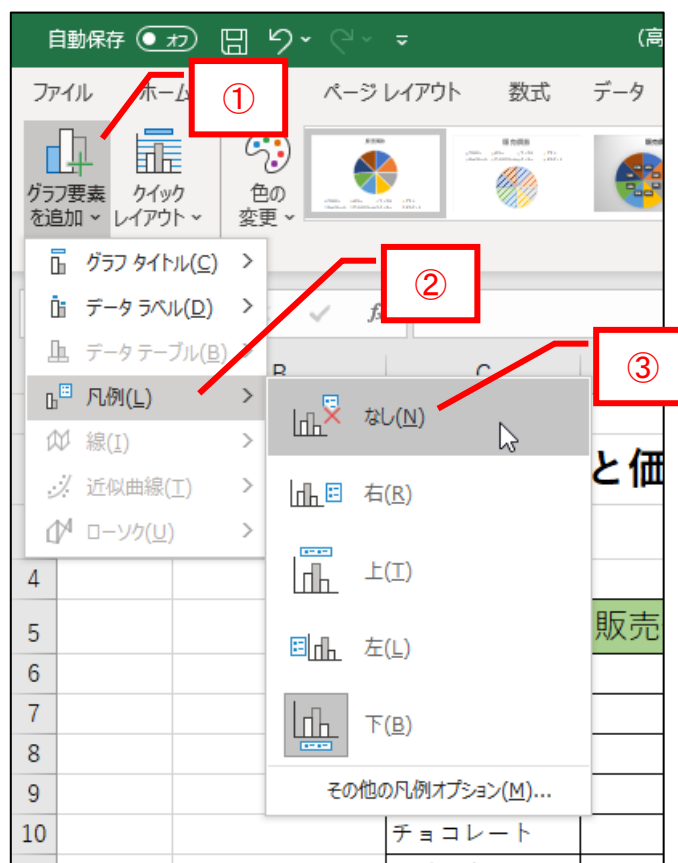 自動保存 オフ
(高
ファイル
ホーム
ページ レイアウト
数式
データ
①
グラフ要素
を追加
クイック
レイアウト
色の
変更
グラフ タイトル(C)
データ ラベル(D)
データ テーブル(B)
凡例(L)
線(I)
近似曲線(T)
ローソク(U)
②
③
B
C
なし(N)
右(R)
上(T)
左(L)
下(B)
その他の凡例オプション(M)...
と価
4
5
販売
6
7
8
9
10
チョコレート